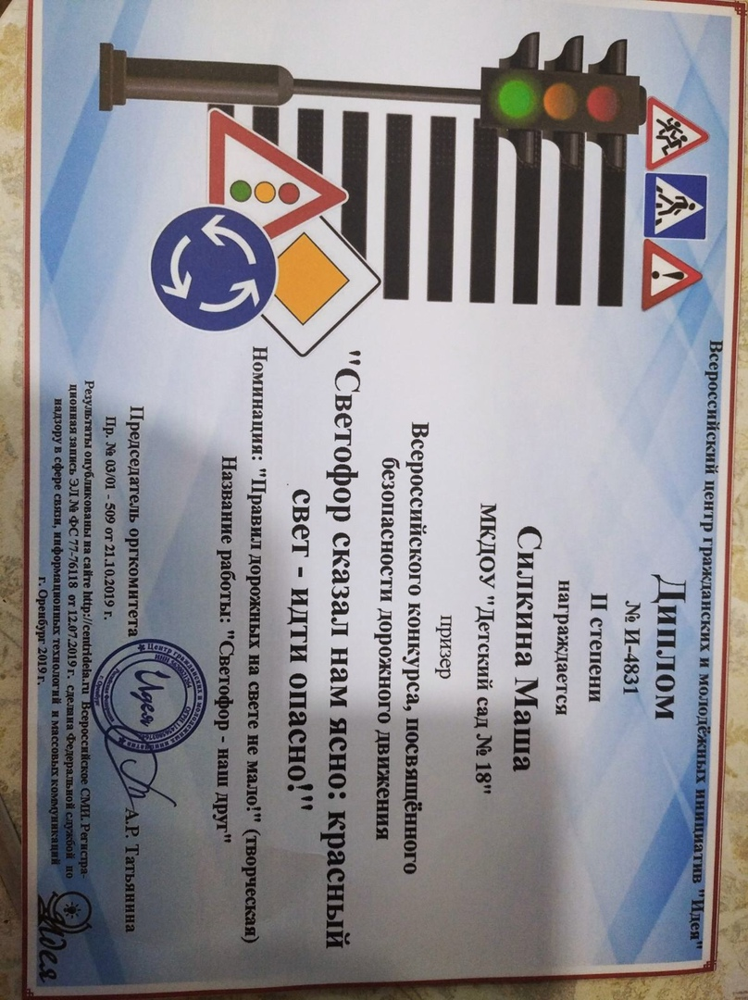 Всероссийский центр гражданских и молодёжных инициатив "Идея"
Диплом
№ И-4831
II степени
награждается
Силкина Маша
МКДОУ "Детский сад № 18"
призер
Всероссийского конкурса, посвящённого
безопасности дорожного движения
"Светофор сказал нам ясно: красный
свет - идти опасно!"
Номинация: "Правил дорожных на свете не мало!" (творческая)
Название работы: "Светофор - наш друг"
Председатель оргкомитета
А.Р. Татьянина
Пр. № 03/01 - 509 от 21.10.2019 г.
Результаты опубликованы на сайте http://centrideia.ru Всероссийское СМИ. Регистра-
ционная запись ЭЛ № ФС 77-76118 от 12.07.2019 г. сделана Федеральной службой по
надзору в сфере связи, информационных технологий и массовых коммуникаций
г. Оренбург 2019 г.
Идея
Идея